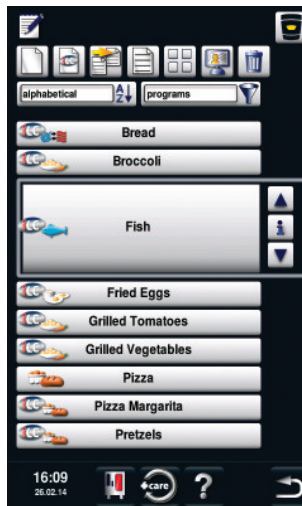 alphabetical A Z programs
Bread
Broccoli
Fish
i
Fried Eggs
Grilled Tomatoes
Grilled Vegetables
Pizza
Pizza Margarita
Pretzels
16:09 +care ?
26.02.14